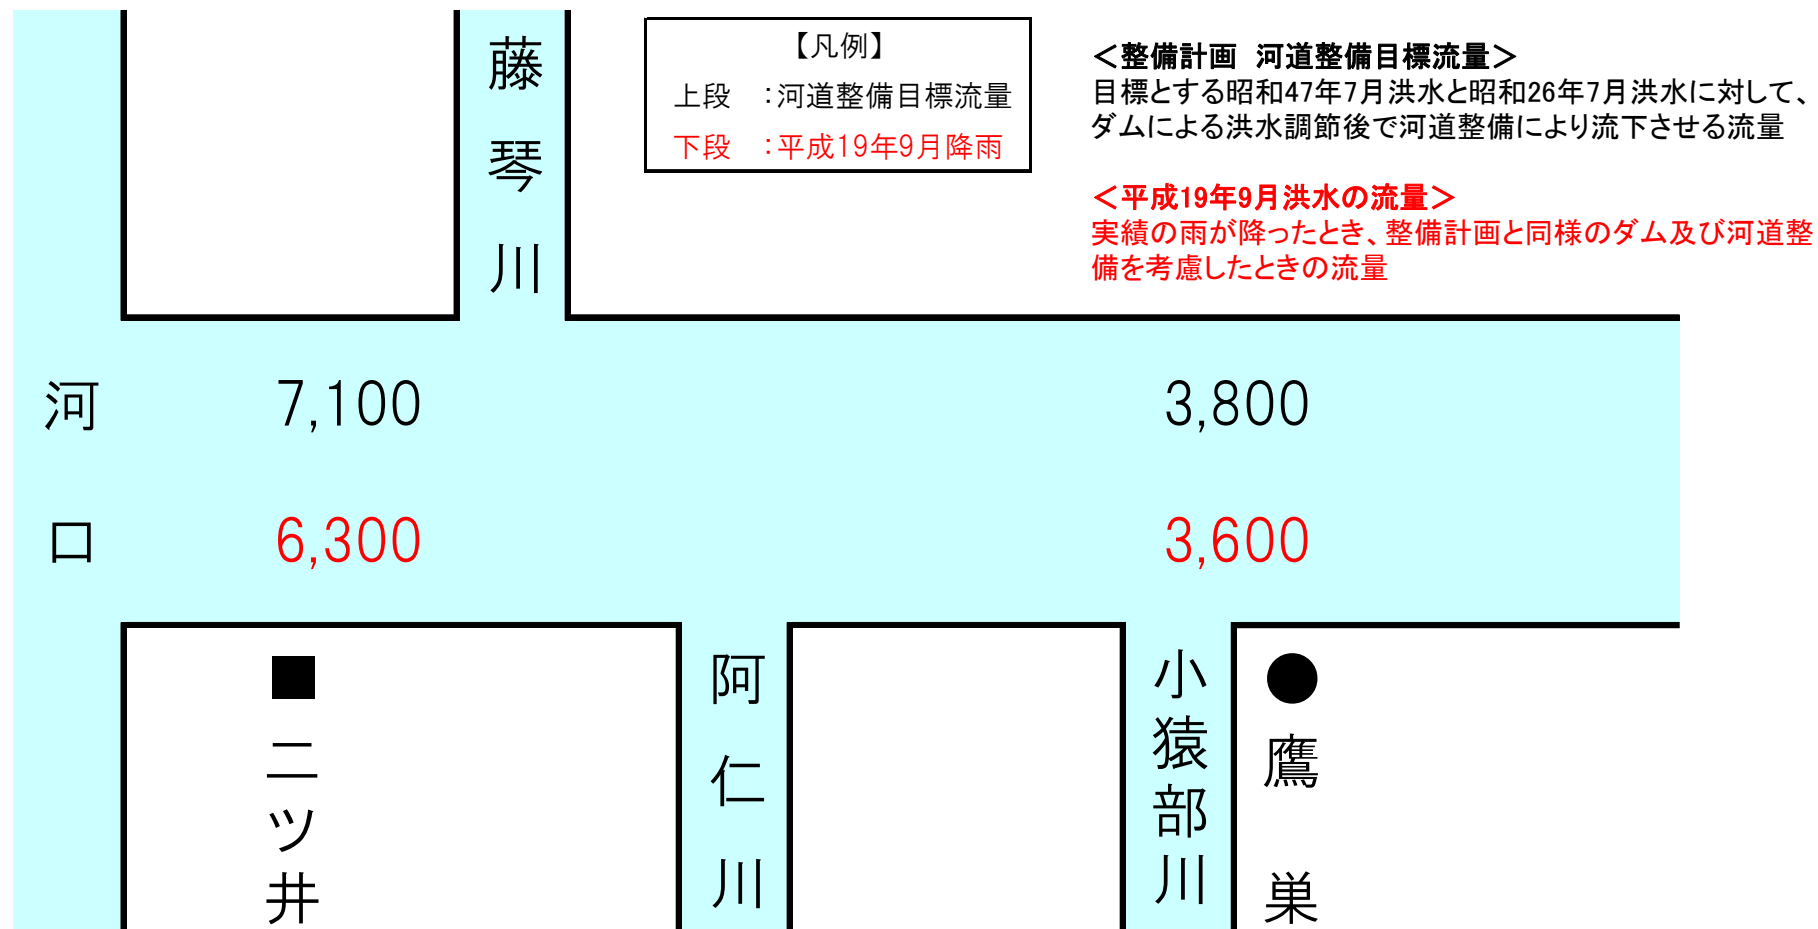 藤琴川
【凡例】
上段 :河道整備目標流量
下段 :平成19年9月降雨
＜整備計画 河道整備目標流量＞
目標とする昭和47年7月洪水と昭和26年7月洪水に対して、
ダムによる洪水調節後で河道整備により流下させる流量
＜平成19年9月洪水の流量＞
実績の雨が降ったとき、整備計画と同様のダム及び河道整
備を考慮したときの流量
河口
7,100
3,800
6,300
3,600
■二ツ井
阿仁川
小猿部川
●鷹巣